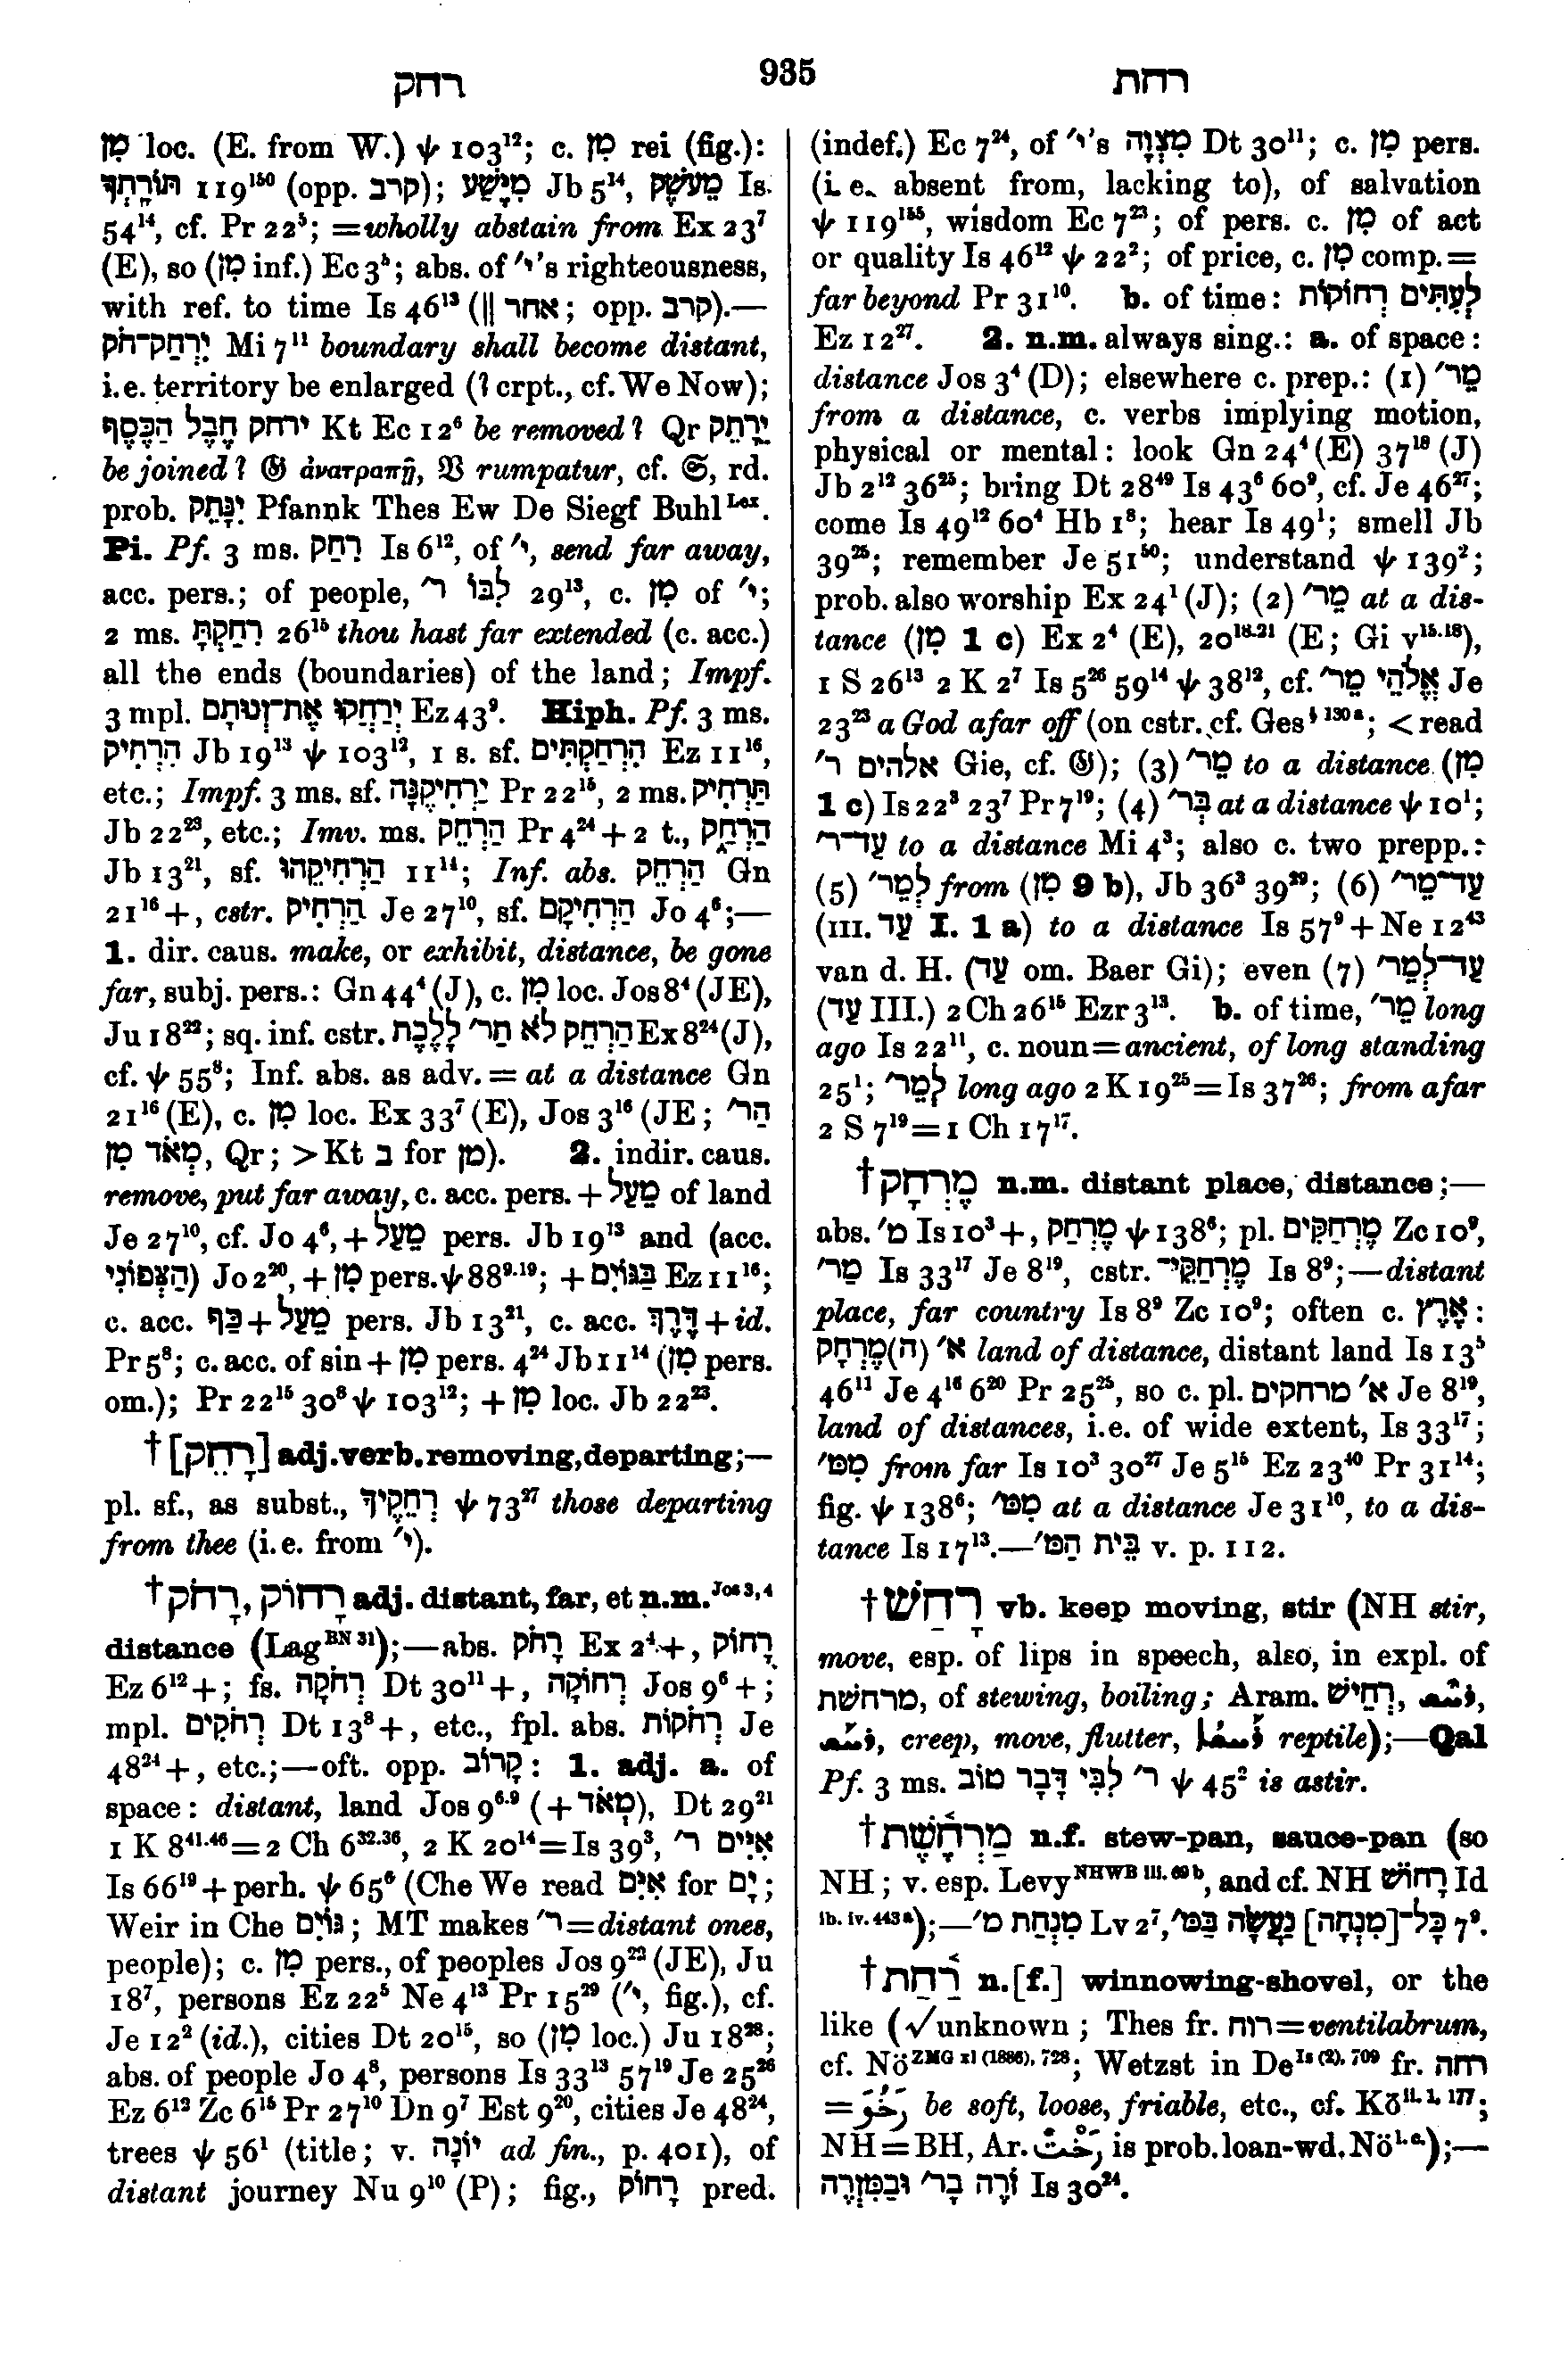 רחק
935
רחת
מִן loc. (E. from W.) ψ 103¹²; c. מִן rei (fig.):
תּוֹרָתְךָ 119¹⁵⁰ (opp. קרב); מִיֶּשַׁע Jb 5¹⁴, מֵעשֶׁק Is
54¹⁴, cf. Pr 22⁵; =wholly abstain from Ex 23⁷
(E), so (מִן inf.) Ec 3⁵; abs. of י׳'s righteousness,
with ref. to time Is 46¹³ (‖ אחר; opp. קרב).—
יִרְחַק־חֹק Mi 7¹¹ boundary shall become distant,
i.e. territory be enlarged (? crpt., cf. We Now);
ירחק חֶבֶל הַכֶּסֶף Kt Ec 12⁶ be removed? Qr יֵרָתֵק
be joined? 𝔊 ἀνατραπῇ, 𝔙 rumpatur, cf. 𝔖, rd.
prob. יִנָּתֵק Pfannk Thes Ew De Siegf Buhl ᴸᵉˣ.
Pi. Pf. 3 ms. רִחַק Is 6¹², of י׳, send far away,
acc. pers.; of people, לִבּוֹ ר׳ 29¹³, c. מִן of י׳;
2 ms. רִחַקְתָּ 26¹⁵ thou hast far extended (c. acc.)
all the ends (boundaries) of the land; Impf.
3 mpl. יְרַחֲקוּ אֶת־זְנוּתָם Ez 43⁹. Hiph. Pf. 3 ms.
הִרְחִיק Jb 19¹³ ψ 103¹², 1 s. sf. הִרְחַקְתִּים Ez 11¹⁶,
etc.; Impf. 3 ms. sf. יַרְחִיקֶנָּה Pr 22¹⁵, 2 ms. תַּרְחִיק
Jb 22²³, etc.; Imv. ms. הַרְחֵק Pr 4²⁴+2 t., הַרְחַק
Jb 13²¹, sf. הַרְחִיקֵהוּ 11¹⁴; Inf. abs. הַרְחֵק Gn
21¹⁶+, cstr. הַרְחִיק Je 27¹⁰, sf. הַרְחִיקָם Jo 4⁶;—
1. dir. caus. make, or exhibit, distance, be gone
far, subj. pers.: Gn 44⁴ (J), c. מִן loc. Jos 8⁴ (JE),
Ju 18²²; sq. inf. cstr. הַרְחֵק לֹא תַר׳ לָלֶכֶת Ex 8²⁴ (J),
cf. ψ 55⁸; Inf. abs. as adv. = at a distance Gn
21¹⁶ (E), c. מִן loc. Ex 33⁷ (E), Jos 3¹⁶ (JE; הַר׳
מְאֹד מִן, Qr; >Kt ב for מן). 2. indir. caus.
remove, put far away, c. acc. pers. + מֵעַל of land
Je 27¹⁰, cf. Jo 4⁶, + מֵעַל pers. Jb 19¹³ and (acc.
הַצְּפוֹנִי) Jo 2²⁰, + מִן pers. ψ 88⁹·¹⁹; + בַּגּוֹיִם Ez 11¹⁶;
c. acc. כַּף + מֵעַל pers. Jb 13²¹, c. acc. דֶּרֶךְ + id.
Pr 5⁸; c. acc. of sin + מִן pers. 4²⁴ Jb 11¹⁴ (מִן pers.
om.); Pr 22¹⁵ 30⁸ ψ 103¹²; + מִן loc. Jb 22²³.
†[רָחֵק] adj. verb. removing, departing;—
pl. sf., as subst., רְחֵקֶיךָ ψ 73²⁷ those departing
from thee (i.e. from י׳).
†רָחוֹק, רָחֹק adj. distant, far, et n.m. ᴶᵒˢ ³,⁴
distance (Lag ᴮᴺ ³¹);—abs. רָחֹק Ex 2⁴+, רָחוֹק
Ez 6¹²+; fs. רְחֹקָה Dt 30¹¹+, רְחוֹקָה Jos 9⁶+;
mpl. רְחֹקִים Dt 13⁸+, etc., fpl. abs. רְחֹקוֹת Je
48²⁴+, etc.;—oft. opp. קָרוֹב: 1. adj. a. of
space: distant, land Jos 9⁶·⁹ (+ מְאֹד), Dt 29²¹
1 K 8⁴¹·⁴⁶=2 Ch 6³²·³⁶, 2 K 20¹⁴=Is 39³, אִיִּים ר׳
Is 66¹⁹+perh. ψ 65⁶ (Che We read אִיִּם for יָם;
Weir in Che גּוֹיִם; MT makes ר׳=distant ones,
people); c. מִן pers., of peoples Jos 9²² (JE), Ju
18⁷, persons Ez 22⁵ Ne 4¹³ Pr 15²⁹ (י׳, fig.), cf.
Je 12² (id.), cities Dt 20¹⁵, so (מִן loc.) Ju 18²⁸;
abs. of people Jo 4⁸, persons Is 33¹³ 57¹⁹ Je 25²⁶
Ez 6¹² Zc 6¹⁵ Pr 27¹⁰ Dn 9⁷ Est 9²⁰, cities Je 48²⁴,
trees ψ 56¹ (title; v. יוֹנָה ad fin., p. 401), of
distant journey Nu 9¹⁰ (P); fig., רָחוֹק pred.
(indef.) Ec 7²⁴, of י׳'s מִצְוָה Dt 30¹¹; c. מִן pers.
(i.e. absent from, lacking to), of salvation
ψ 119¹⁵⁵, wisdom Ec 7²³; of pers. c. מִן of act
or quality Is 46¹² ψ 22²; of price, c. מִן comp.=
far beyond Pr 31¹⁰. b. of time: לְעִתִּים רְחוֹקוֹת
Ez 12²⁷. 2. n.m. always sing.: a. of space:
distance Jos 3⁴ (D); elsewhere c. prep.: (1) מֵר׳
from a distance, c. verbs implying motion,
physical or mental: look Gn 24⁴ (E) 37¹⁸ (J)
Jb 2¹² 36²⁵; bring Dt 28⁴⁹ Is 43⁶ 60⁹, cf. Je 46²⁷;
come Is 49¹² 60⁴ Hb 1⁸; hear Is 49¹; smell Jb
39²⁵; remember Je 51⁵⁰; understand ψ 139²;
prob. also worship Ex 24¹ (J); (2) מֵר׳ at a dis-
tance (מִן 1 c) Ex 2⁴ (E), 20¹⁸·²¹ (E; Gi v¹⁵·¹⁸),
1 S 26¹³ 2 K 2⁷ Is 5²⁶ 59¹⁴ ψ 38¹², cf. אֱלֹהֵי מֵר׳ Je
23²³ a God afar off (on cstr. cf. Ges §¹³⁰ᵃ; <read
אלהים ר׳ Gie, cf. 𝔊); (3) מֵר׳ to a distance (מִן
1 c) Is 22³ 23⁷ Pr 7¹⁹; (4) בְּר׳ at a distance ψ 10¹;
עד־ר׳ to a distance Mi 4³; also c. two prepp.:
(5) לְמֵר׳ from (מִן 9 b), Jb 36³ 39²⁹; (6) עד־מֵר׳
(III. עַד I. 1 a) to a distance Is 57⁹+Ne 12⁴³
van d. H. (עַד om. Baer Gi); even (7) עד־לְמֵר׳
(עַד III.) 2 Ch 26¹⁵ Ezr 3¹³. b. of time, מֵר׳ long
ago Is 22¹¹, c. noun=ancient, of long standing
25¹; לְמֵר׳ long ago 2 K 19²⁵=Is 37²⁶; from afar
2 S 7¹⁹=1 Ch 17¹⁷.
†מֶרְחָק n.m. distant place, distance;—
abs. מ׳ Is 10³+, מֶרְחַק ψ 138⁶; pl. מֶרְחַקִּים Zc 10⁹,
מַר׳ Is 33¹⁷ Je 8¹⁹, cstr. מֶרְחַקֵּי־ Is 8⁹;—distant
place, far country Is 8⁹ Zc 10⁹; often c. אֶרֶץ:
א׳ (ה)מֶרְחָק land of distance, distant land Is 13⁵
46¹¹ Je 4¹⁶ 6²⁰ Pr 25²⁵, so c. pl. א׳ מרחקים Je 8¹⁹,
land of distances, i.e. of wide extent, Is 33¹⁷;
מִמּ׳ from far Is 10³ 30²⁷ Je 5¹⁵ Ez 23⁴⁰ Pr 31¹⁴;
fig. ψ 138⁶; מִמּ׳ at a distance Je 31¹⁰, to a dis-
tance Is 17¹³.—בֵּית הַמּ׳ v. p. 112.
†רָחַשׁ vb. keep moving, stir (NH stir,
move, esp. of lips in speech, also, in expl. of
מרחשת, of stewing, boiling; Aram. רְחֵישׁ,
creep, move, flutter, reptile);—Qal
Pf. 3 ms. ר׳ לִבִּי דָּבָר טוֹב ψ 45² is astir.
†מַרְחֶשֶׁת n.f. stew-pan, sauce-pan (so
NH; v. esp. Levy ᴺᴴᵂᴮ ⁱⁱⁱ· ⁶⁹ ᵇ, and cf. NH רָחוֹשׁ Id
ib. iv. 443 a);—מִנְחַת מ׳ Lv 2⁷, כָּל־[מִנְחָה] נַעֲשָׂה בַמּ׳ 7⁹.
†רַחַת n.[f.] winnowing-shovel, or the
like (√unknown; Thes fr. רוח=ventilabrum,
cf. Nö ᶻᴹᴳ ˣˡ ⁽¹⁸⁸⁶⁾, ⁷²⁸; Wetzst in De ᴵˢ ⁽²⁾, ⁷⁰⁹ fr. רחה
=رَخُوَ be soft, loose, friable, etc., cf. Kö ⁱⁱ· ¹, ¹⁷⁷;
NH=BH, Ar. رَخْتٌ is prob. loan-wd. Nö ˡ·ᶜ·);—
זֹרֶה בָר׳ וּבַמִּזְרֶה Is 30²⁴.